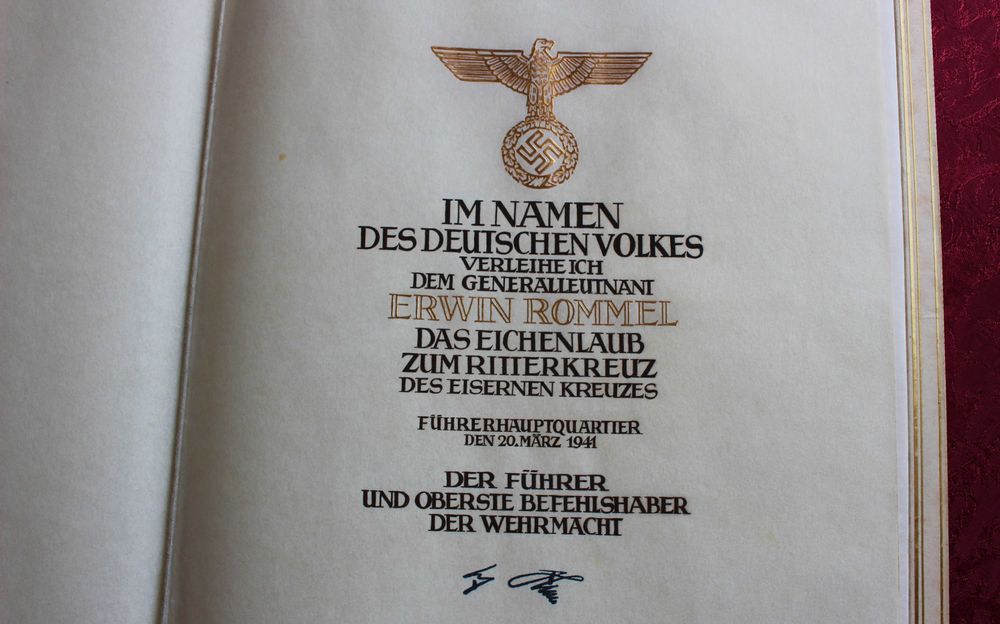 IM NAMEN
DES DEUTSCHEN VOLKES
VERLEIHE ICH
DEM GENERALLEUTNANT
ERWIN ROMMEL
DAS EICHENLAUB
ZUM RITTERKREUZ
DES EISERNEN KREUZES
FÜHRERHAUPTQUARTIER
DEN 20. MÄRZ 1941
DER FÜHRER
UND OBERSTE BEFEHLSHABER
DER WEHRMACHT